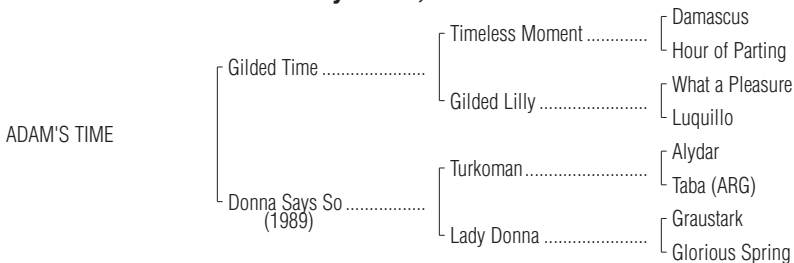 Damascus
Timeless Moment .............
Hour of Parting
Gilded Time ......................
What a Pleasure
Gilded Lilly .......................
Luquillo
ADAM'S TIME
Alydar
Turkoman..........................
Taba (ARG)
Donna Says So .................
(1989)
Graustark
Lady Donna ......................
Glorious Spring